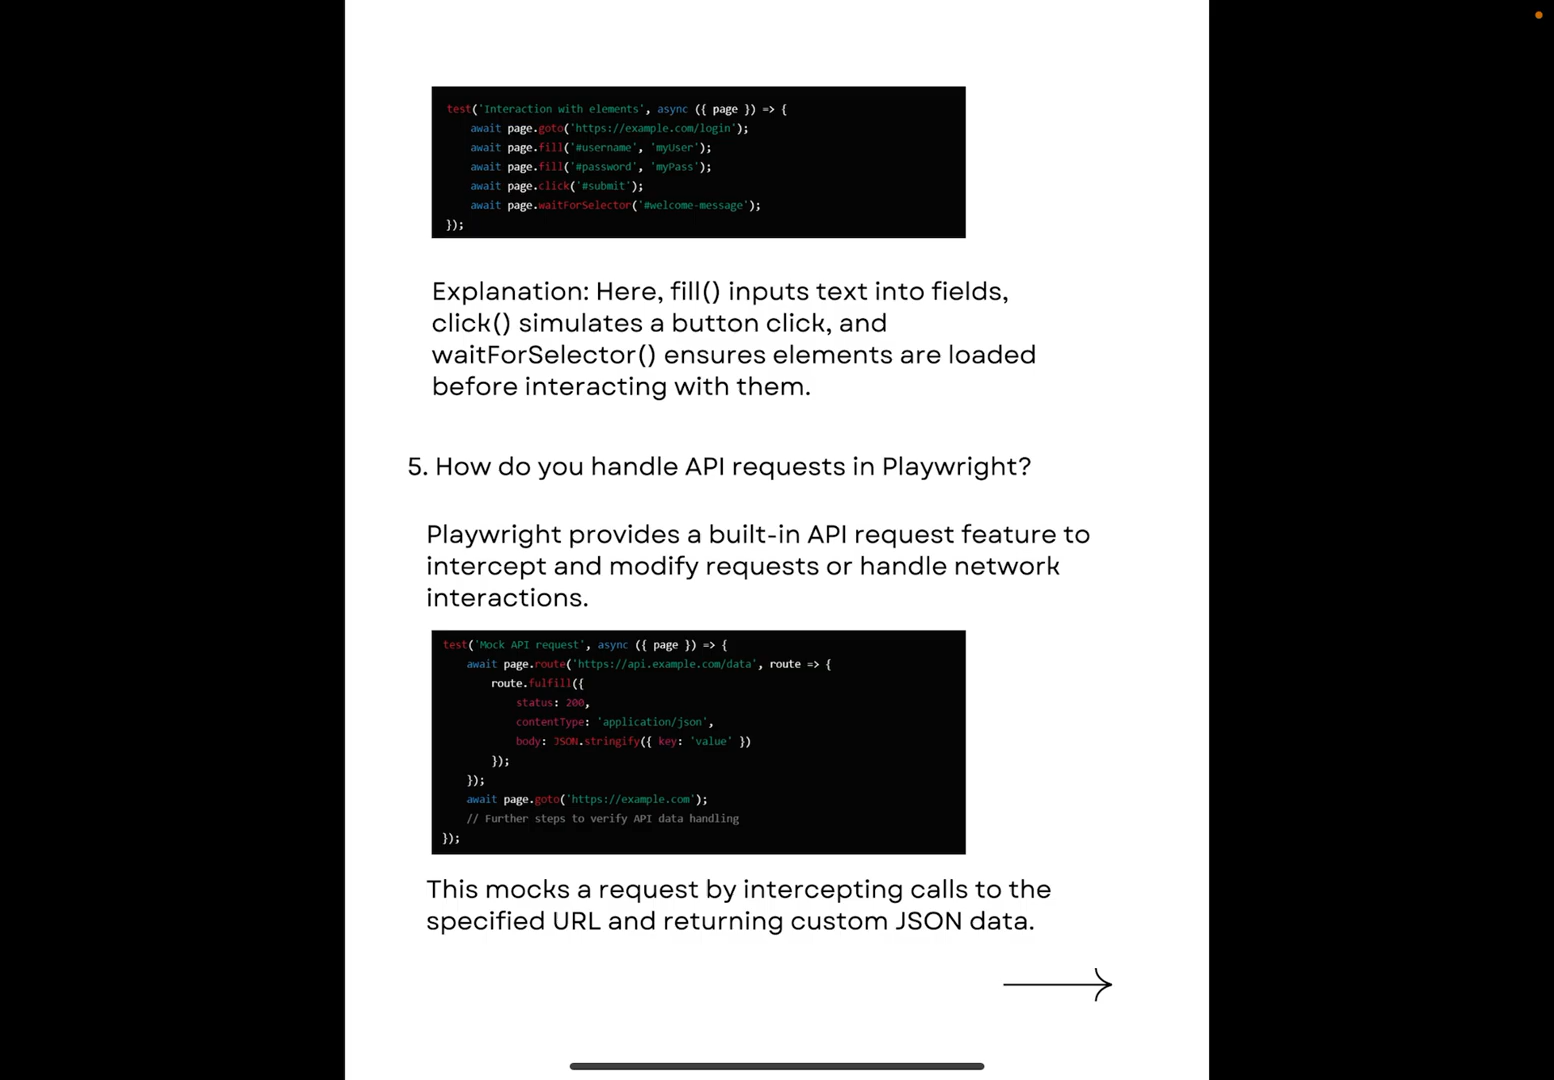 test('Interaction with elements', async ({ page }) => {
    await page.goto('https://example.com/login');
    await page.fill('#username', 'myUser');
    await page.fill('#password', 'myPass');
    await page.click('#submit');
    await page.waitForSelector('#welcome-message');
});
Explanation: Here, fill() inputs text into fields,
click() simulates a button click, and
waitForSelector() ensures elements are loaded
before interacting with them.
5. How do you handle API requests in Playwright?
Playwright provides a built-in API request feature to
intercept and modify requests or handle network
interactions.
test('Mock API request', async ({ page }) => {
    await page.route('https://api.example.com/data', route => {
        route.fulfill({
            status: 200,
            contentType: 'application/json',
            body: JSON.stringify({ key: 'value' })
        });
    });
    await page.goto('https://example.com');
    // Further steps to verify API data handling
});
This mocks a request by intercepting calls to the
specified URL and returning custom JSON data.